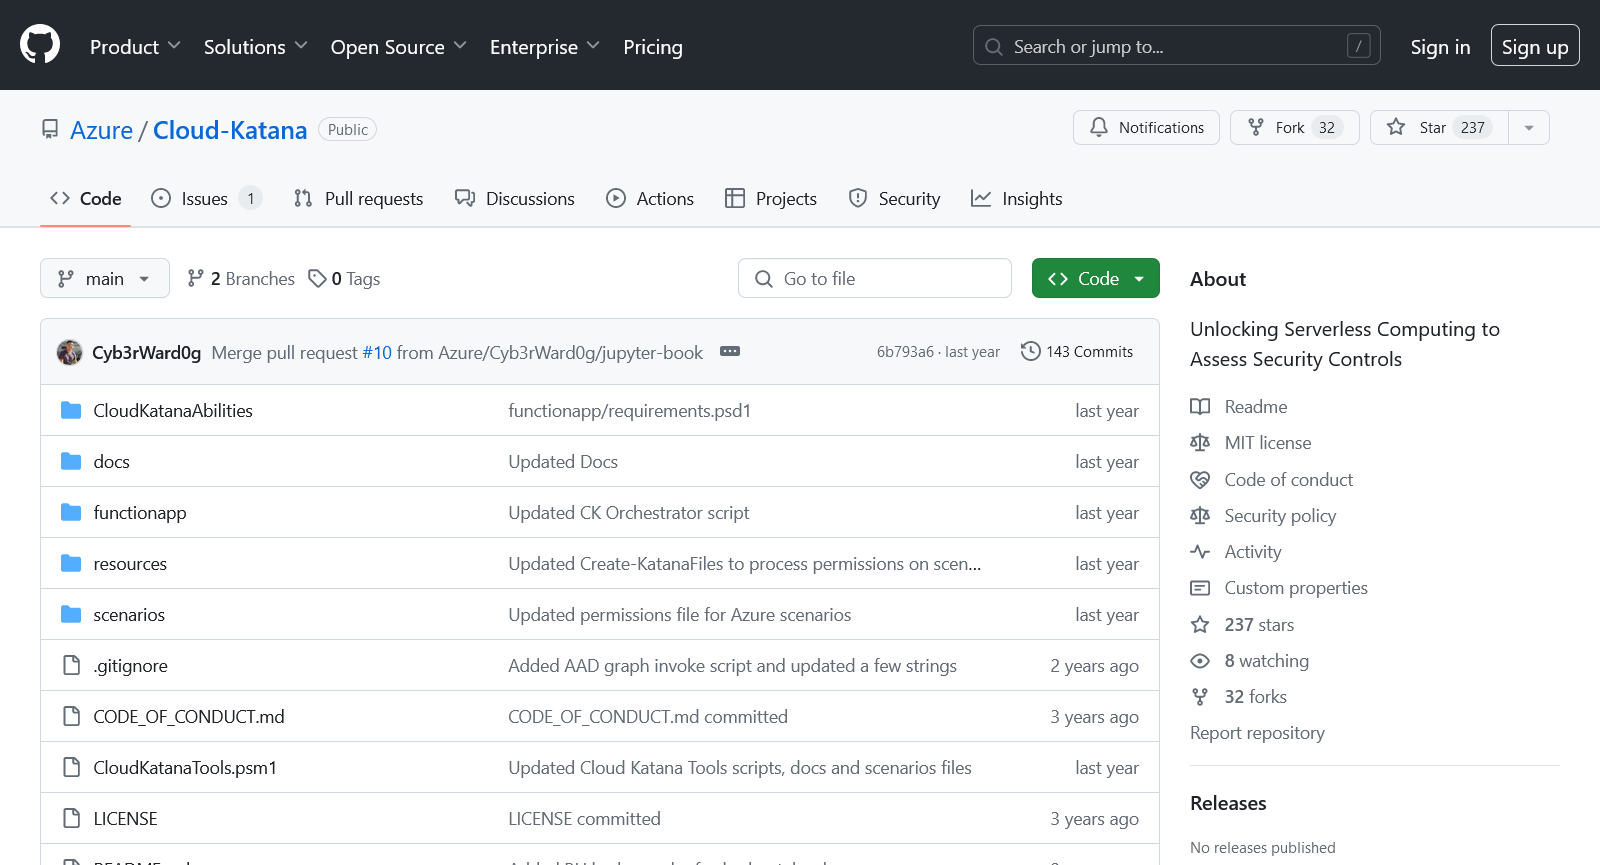 Product Solutions Open Source Enterprise Pricing Search or jump to... / Sign in Sign up
Azure / Cloud-Katana Public Notifications Fork 32 Star 237
Code Issues 1 Pull requests Discussions Actions Projects Security Insights
main 2 Branches 0 Tags Go to file Code
Cyb3rWard0g Merge pull request #10 from Azure/Cyb3rWard0g/jupyter-book 6b793a6 · last year 143 Commits
CloudKatanaAbilities functionapp/requirements.psd1 last year
docs Updated Docs last year
functionapp Updated CK Orchestrator script last year
resources Updated Create-KatanaFiles to process permissions on scen... last year
scenarios Updated permissions file for Azure scenarios last year
.gitignore Added AAD graph invoke script and updated a few strings 2 years ago
CODE_OF_CONDUCT.md CODE_OF_CONDUCT.md committed 3 years ago
CloudKatanaTools.psm1 Updated Cloud Katana Tools scripts, docs and scenarios files last year
LICENSE LICENSE committed 3 years ago
About
Unlocking Serverless Computing to
Assess Security Controls
Readme
MIT license
Code of conduct
Security policy
Activity
Custom properties
237 stars
8 watching
32 forks
Report repository
Releases
No releases published